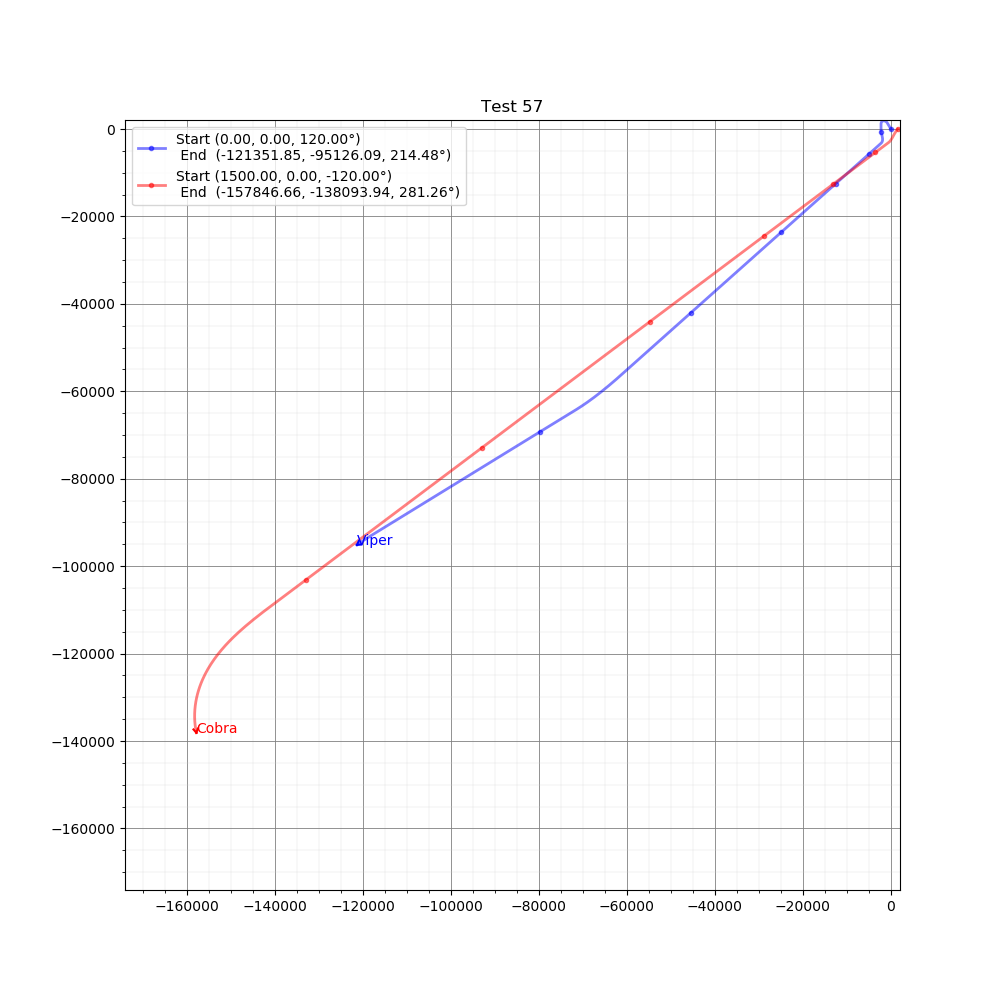 Test 57
Start (0.00, 0.00, 120.00°)
End  (-121351.85, -95126.09, 214.48°)
Start (1500.00, 0.00, -120.00°)
End  (-157846.66, -138093.94, 281.26°)
0
−20000
−40000
−60000
−80000
−100000
−120000
−140000
−160000
Viper
Cobra
−160000 −140000 −120000 −100000 −80000 −60000 −40000 −20000 0